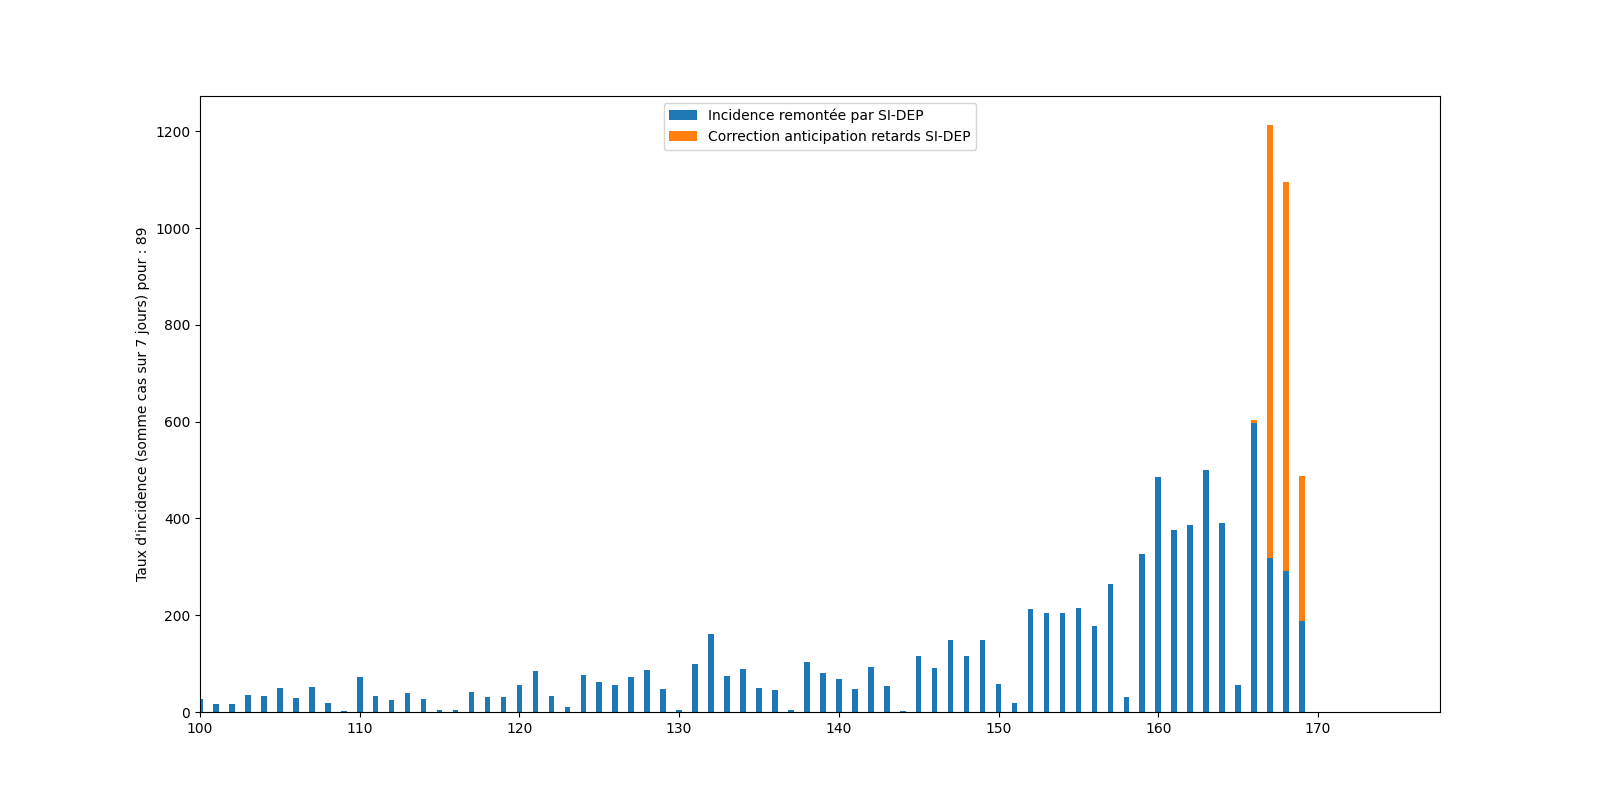 Incidence remontée par SI-DEP
Correction anticipation retards SI-DEP
Taux d'incidence (somme cas sur 7 jours) pour : 89
1200
1000
800
600
400
200
0
100 110 120 130 140 150 160 170